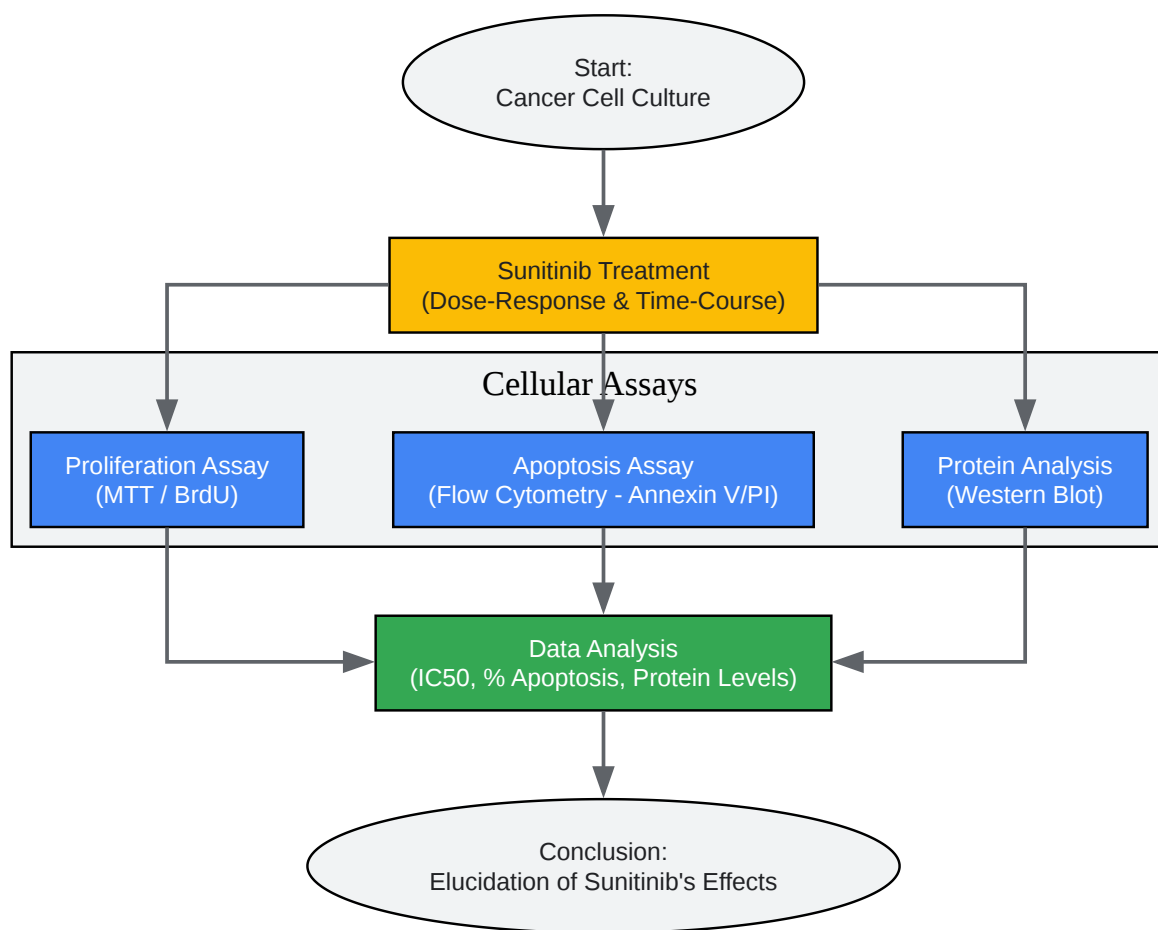 Start:
Cancer Cell Culture
Sunitinib Treatment
(Dose-Response & Time-Course)
Cellular Assays
Proliferation Assay
(MTT / BrdU)
Apoptosis Assay
(Flow Cytometry - Annexin V/PI)
Protein Analysis
(Western Blot)
Data Analysis
(IC50, % Apoptosis, Protein Levels)
Conclusion:
Elucidation of Sunitinib's Effects